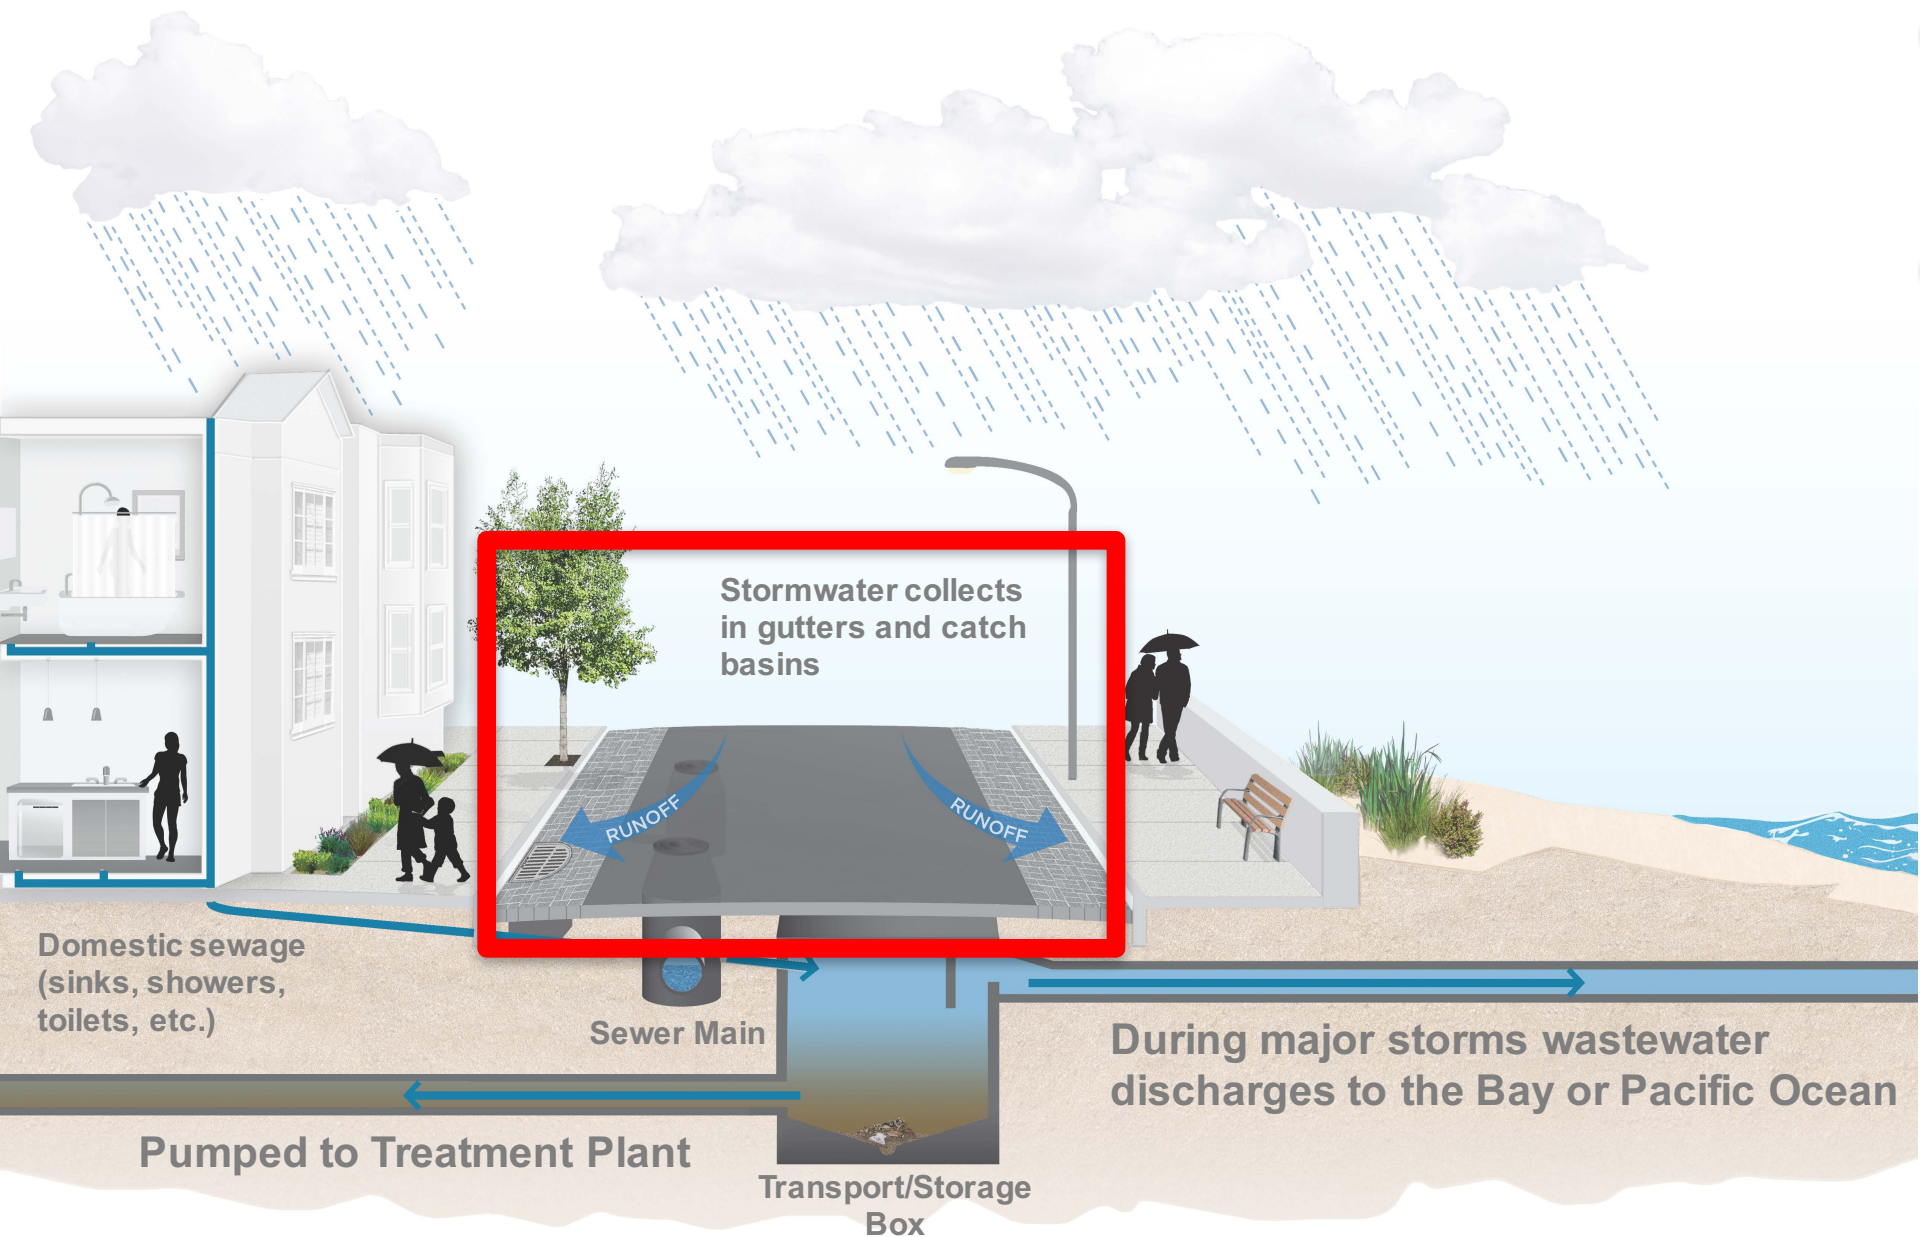 Stormwater collects
in gutters and catch
basins
RUNOFF
RUNOFF
Domestic sewage
(sinks, showers,
toilets, etc.)
Sewer Main
During major storms wastewater
discharges to the Bay or Pacific Ocean
Pumped to Treatment Plant
Transport/Storage
Box